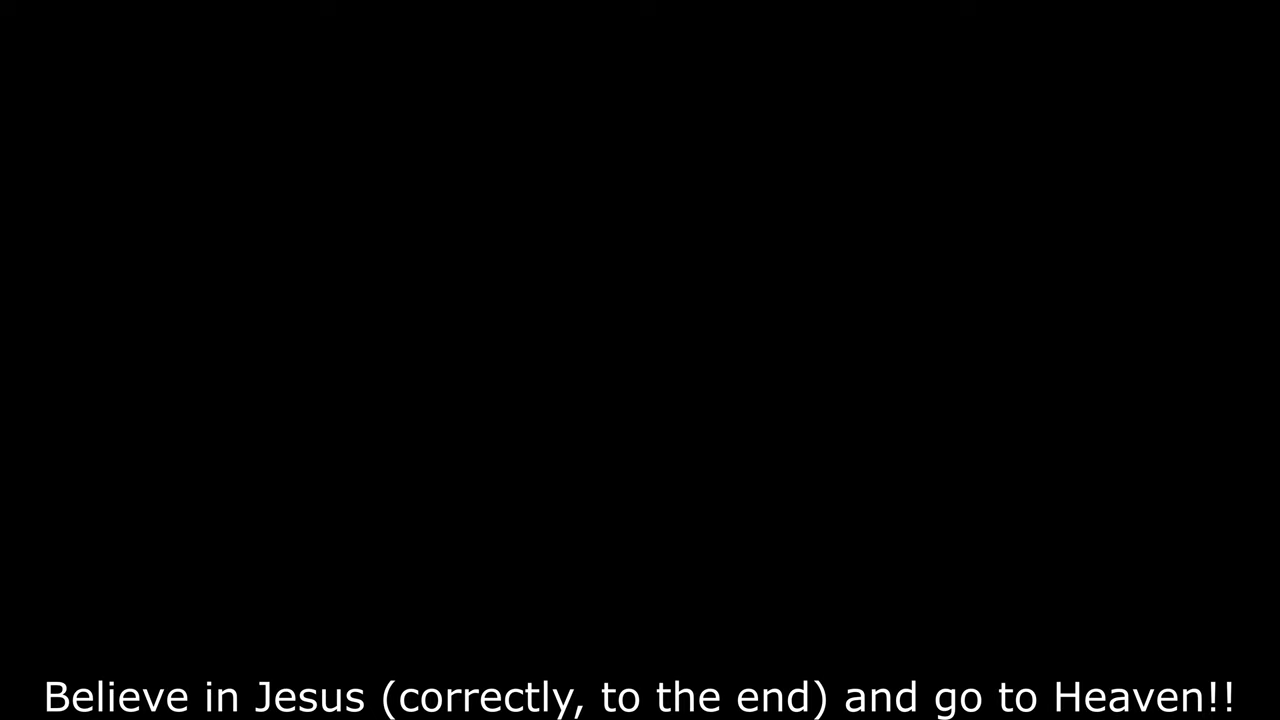 Believe in Jesus (correctly, to the end) and go to Heaven!!